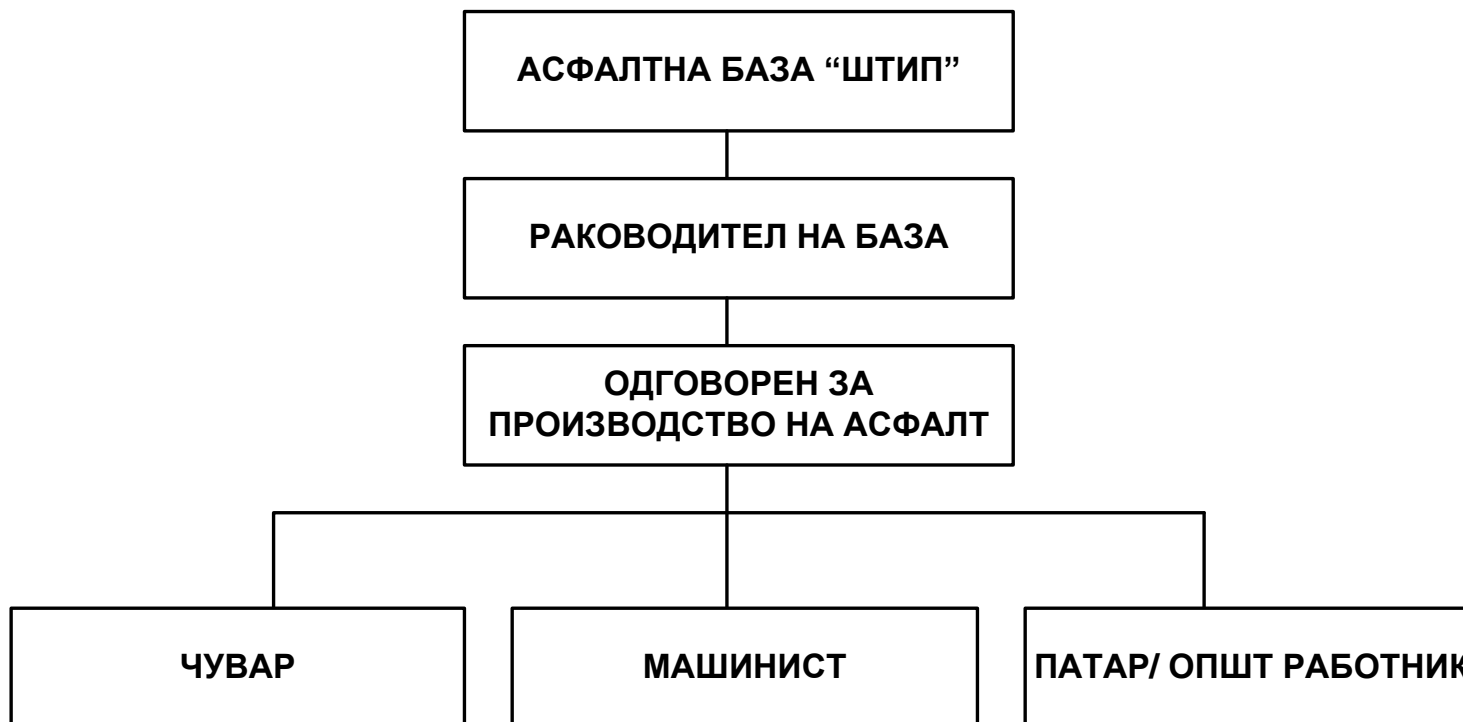 АСФАЛТНА БАЗА “ШТИП”
РАКОВОДИТЕЛ НА БАЗА
ОДГОВОРЕН ЗА
ПРОИЗВОДСТВО НА АСФАЛТ
ЧУВАР
МАШИНИСТ
ПАТАР/ ОПШТ РАБОТНИК